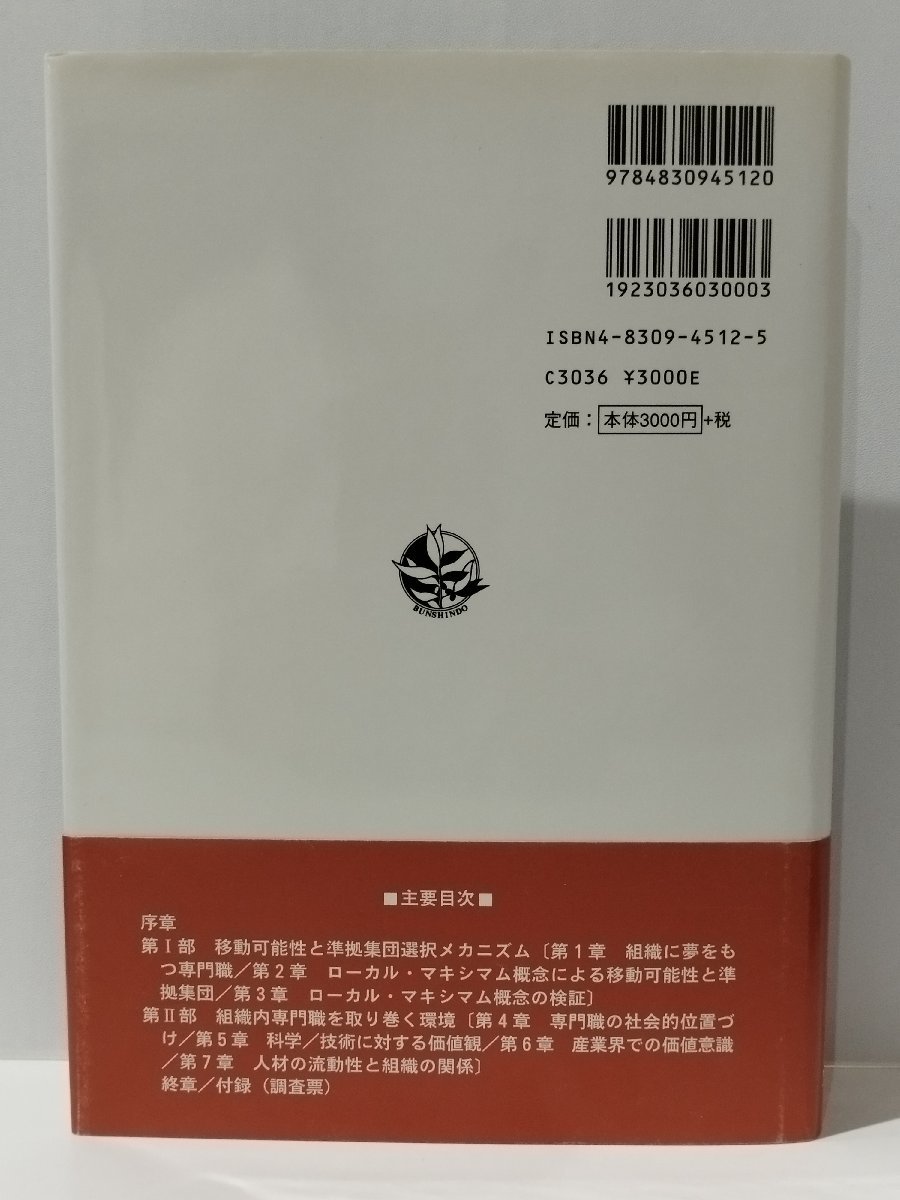 9784830945120
1923036030003
ISBN4-8309-4512-5
C3036 ¥3000E
定価：本体3000円+税
BUNSHINDO
■主要目次■
序章
第Ⅰ部　移動可能性と準拠集団選択メカニズム〔第1章　組織に夢をも
つ専門職／第2章　ローカル・マキシマム概念による移動可能性と準
拠集団／第3章　ローカル・マキシマム概念の検証〕
第Ⅱ部　組織内専門職を取り巻く環境〔第4章　専門職の社会的位置づ
け／第5章　科学／技術に対する価値観／第6章　産業界での価値意識
／第7章　人材の流動性と組織の関係〕
終章／付録（調査票）